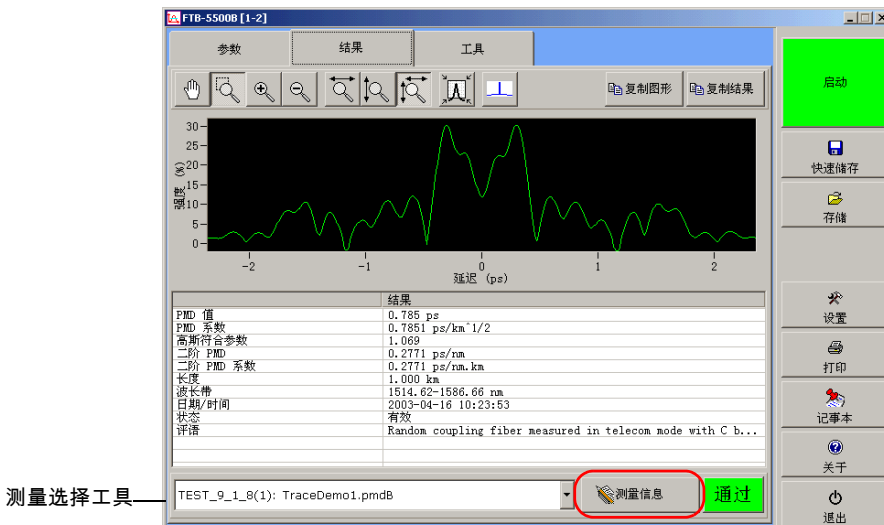 FTB-5500B [1-2]
参数
结果
工具
复制图形
复制结果
启动
快速储存
存储
设置
打印
记事本
关于
退出
强度 (%)
30
25
20
15
10
5
0
-2
-1
0
1
2
延迟 (ps)
结果
PMD 值 0.785 ps
PMD 系数 0.7851 ps/km^1/2
高斯符合参数 1.069
二阶 PMD 0.2771 ps/nm
二阶 PMD 系数 0.2771 ps/nm.km
长度 1.000 km
波长带 1514.62-1586.66 nm
日期/时间 2003-04-16 10:23:53
状态 有效
评语 Random coupling fiber measured in telecom mode with C b...
测量选择工具
TEST_9_1_8(1): TraceDemo1.pmdB
测量信息
通过